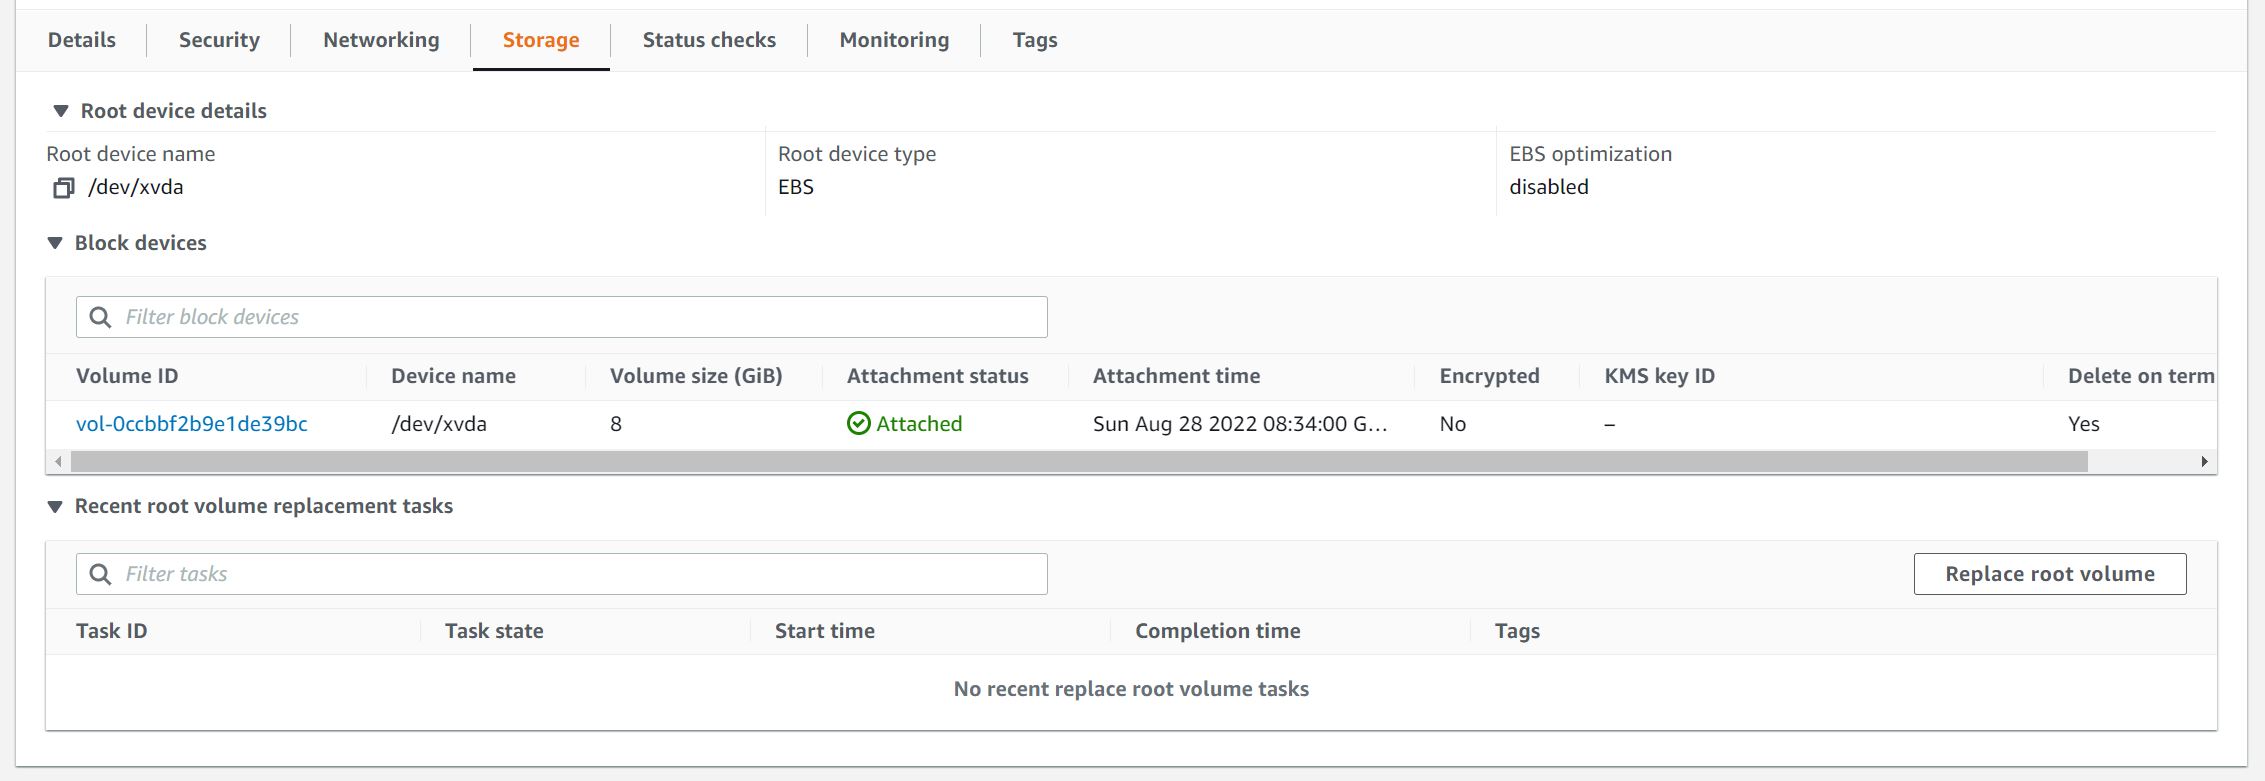 Details Security Networking Storage Status checks Monitoring Tags
Root device details
Root device name Root device type EBS optimization
/dev/xvda EBS disabled
Block devices
Filter block devices
Volume ID Device name Volume size (GiB) Attachment status Attachment time Encrypted KMS key ID Delete on term
vol-0ccbbf2b9e1de39bc /dev/xvda 8 Attached Sun Aug 28 2022 08:34:00 G... No – Yes
Recent root volume replacement tasks
Filter tasks Replace root volume
Task ID Task state Start time Completion time Tags
No recent replace root volume tasks